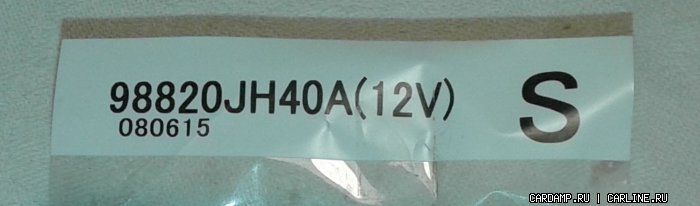 98820JH40A(12V)
080615
S
CARDAMP.RU | CARLINE.RU